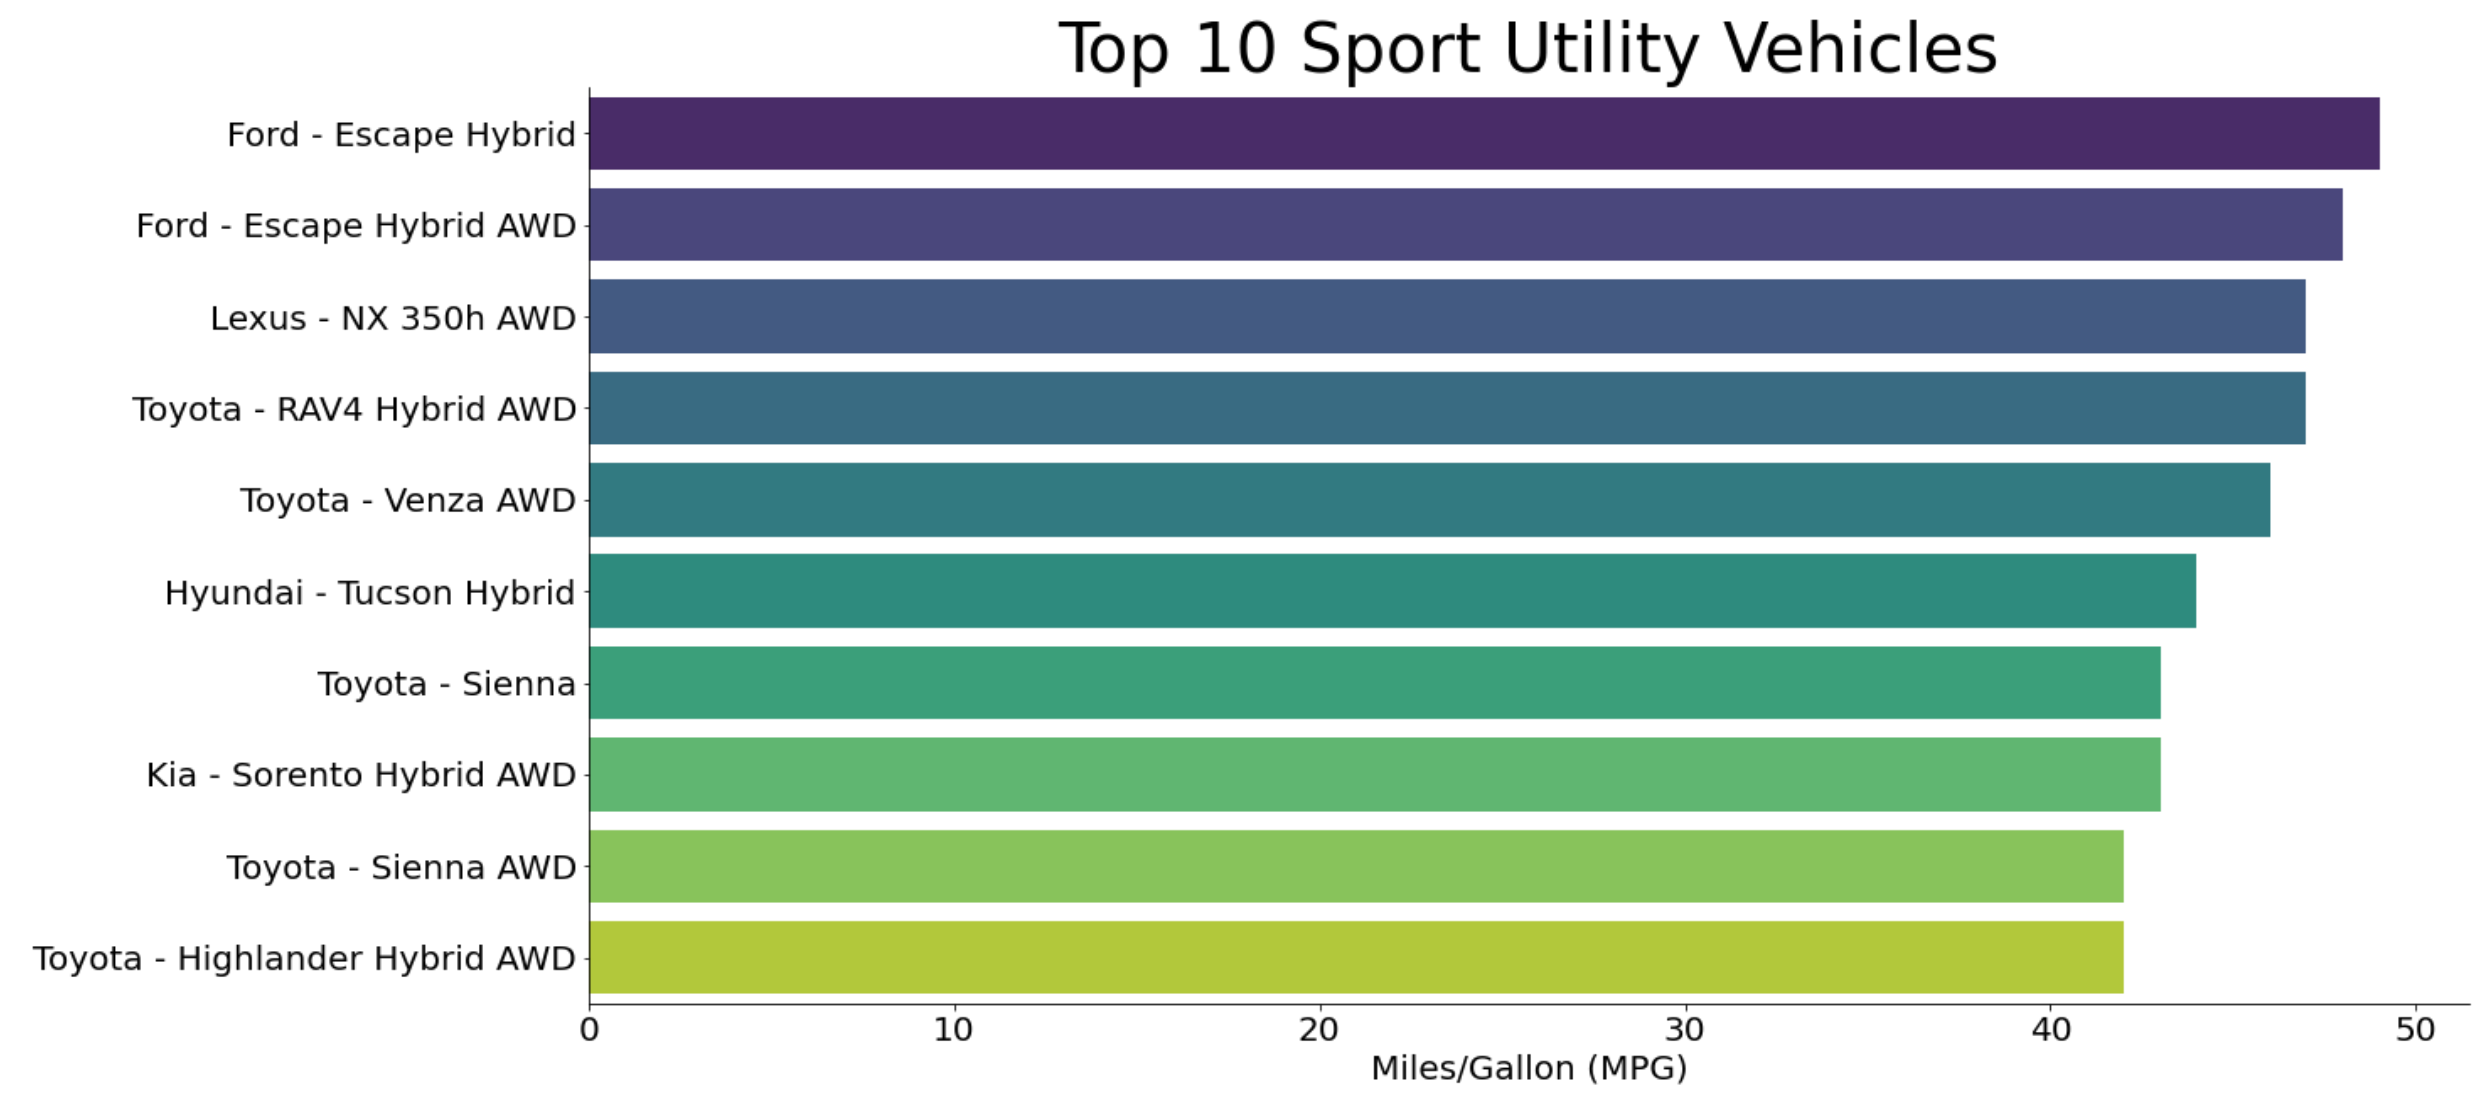 Top 10 Sport Utility Vehicles
Ford - Escape Hybrid
Ford - Escape Hybrid AWD
Lexus - NX 350h AWD
Toyota - RAV4 Hybrid AWD
Toyota - Venza AWD
Hyundai - Tucson Hybrid
Toyota - Sienna
Kia - Sorento Hybrid AWD
Toyota - Sienna AWD
Toyota - Highlander Hybrid AWD
0 10 20 30 40 50
Miles/Gallon (MPG)